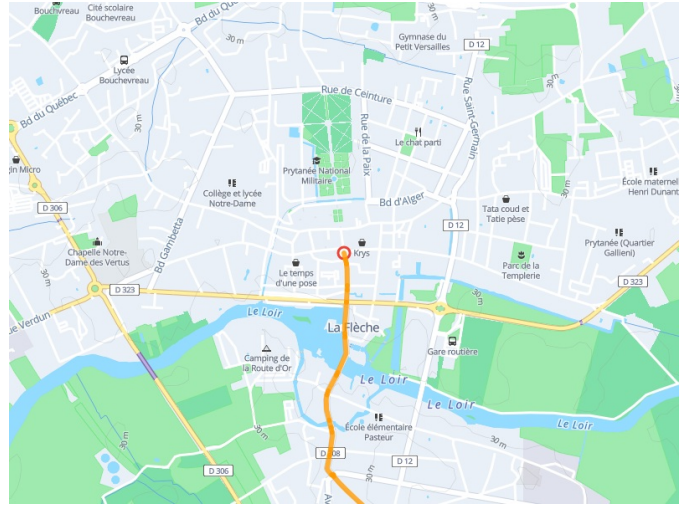 Bouchevreau
Cité scolaire
Bouchevreau
30 m
Gymnase du
Petit Versailles
D 12
Lycée
Bouchevreau
Bd du Québec
Bd du Québec
30 m
30 m
30 m
Rue de Ceinture
Rue de la Paix
Rue Saint-Germain
Le chat parti
gin Micro
Prytanée National
Militaire
Collège et lycée
Notre-Dame
École maternel
Henri Dunant
30 m
D 306
Bd d'Alger
Tata coud et
Tatie pèse
D 12
Bd Gambetta
Chapelle Notre-
Dame des Vertus
Krys
Prytanée (Quartier
Gallieni)
Le temps
d'une pose
Parc de la
Templerie
D 323
D 323
ue Verdun
Le Loir
La Flèche
Camping de
la Route d'Or
Gare routière
Le Loir
Le Loir
Le Loir
École élémentaire
Pasteur
30 m
D 308
D 12
D 306
30 m
30 m
Av